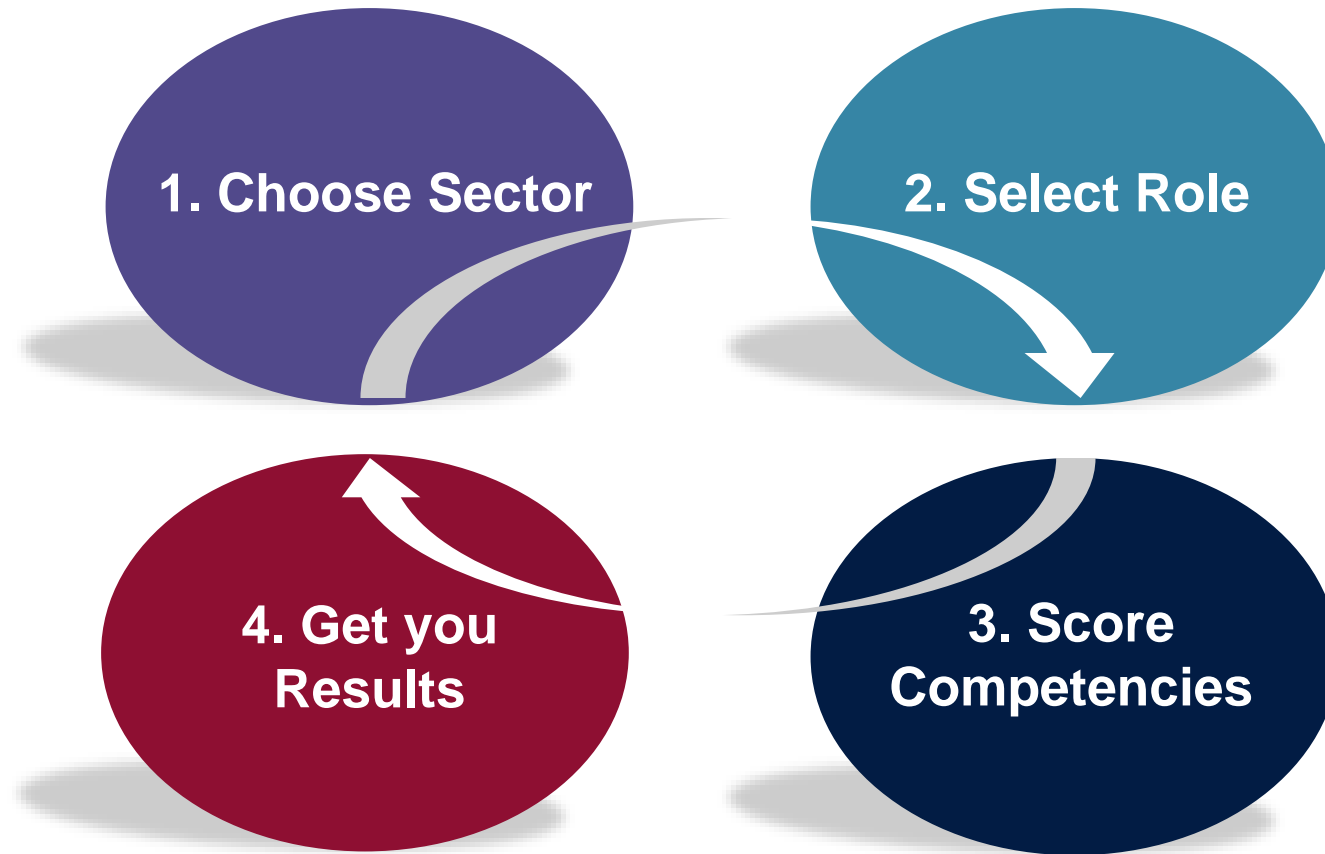 1. Choose Sector
2. Select Role
3. Score
Competencies
4. Get you
Results